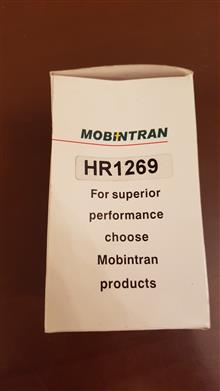 MOBINTRAN
HR1269
For superior
performance
choose
Mobintran
products